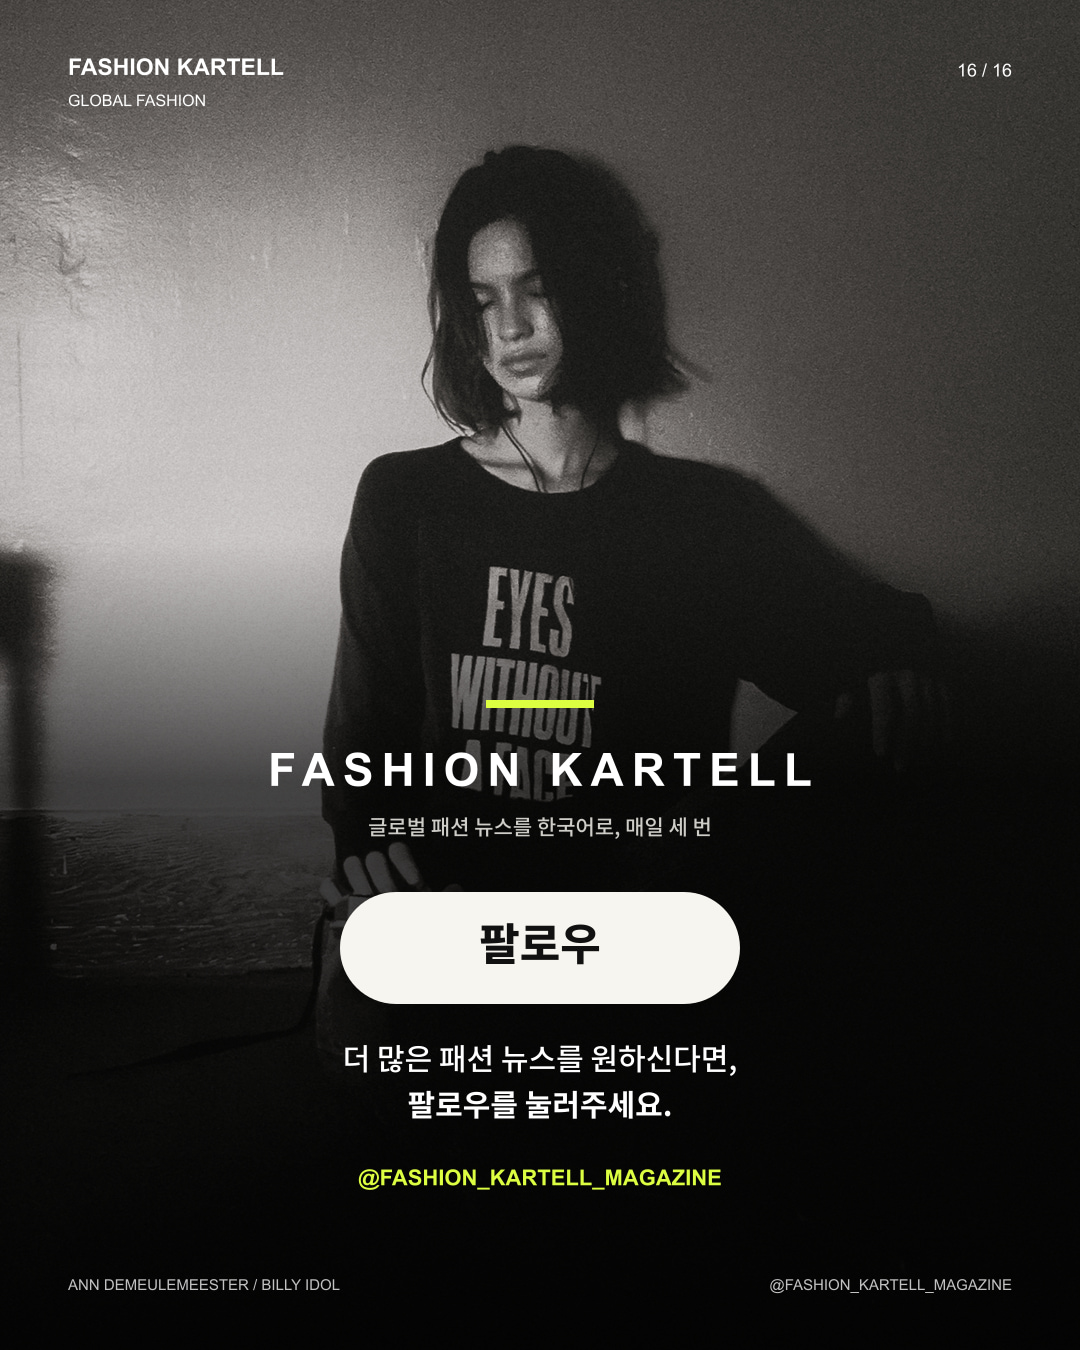 FASHION KARTELL
GLOBAL FASHION
16 / 16
EYES
WITHOUT
A FACE
FASHION KARTELL
글로벌 패션 뉴스를 한국어로, 매일 세 번
팔로우
더 많은 패션 뉴스를 원하신다면,
팔로우를 눌러주세요.
@FASHION_KARTELL_MAGAZINE
ANN DEMEULEMEESTER / BILLY IDOL
@FASHION_KARTELL_MAGAZINE